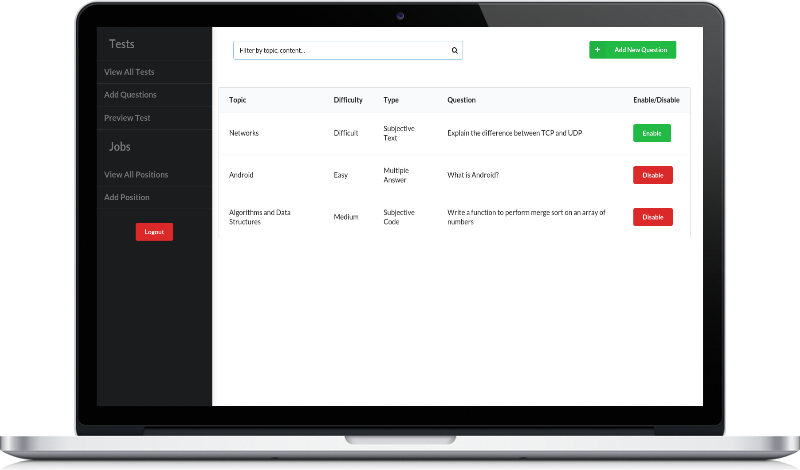 Tests
View All Tests
Add Questions
Preview Test
Jobs
View All Positions
Add Position
Logout
Filter by topic, content...
+ Add New Question
Topic Difficulty Type Question Enable/Disable
Networks Difficult Subjective Text Explain the difference between TCP and UDP Enable
Android Easy Multiple Answer What is Android? Disable
Algorithms and Data Structures Medium Subjective Code Write a function to perform merge sort on an array of numbers Disable